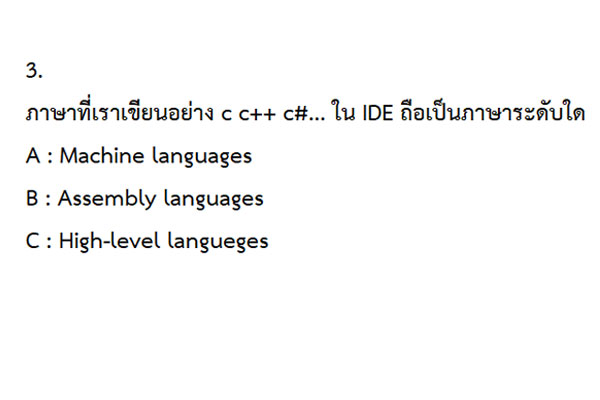 3.
ภาษาที่เราเขียนอย่าง c c++ c#... ใน IDE ถือเป็นภาษาระดับใด
A : Machine languages
B : Assembly languages
C : High-level langueges